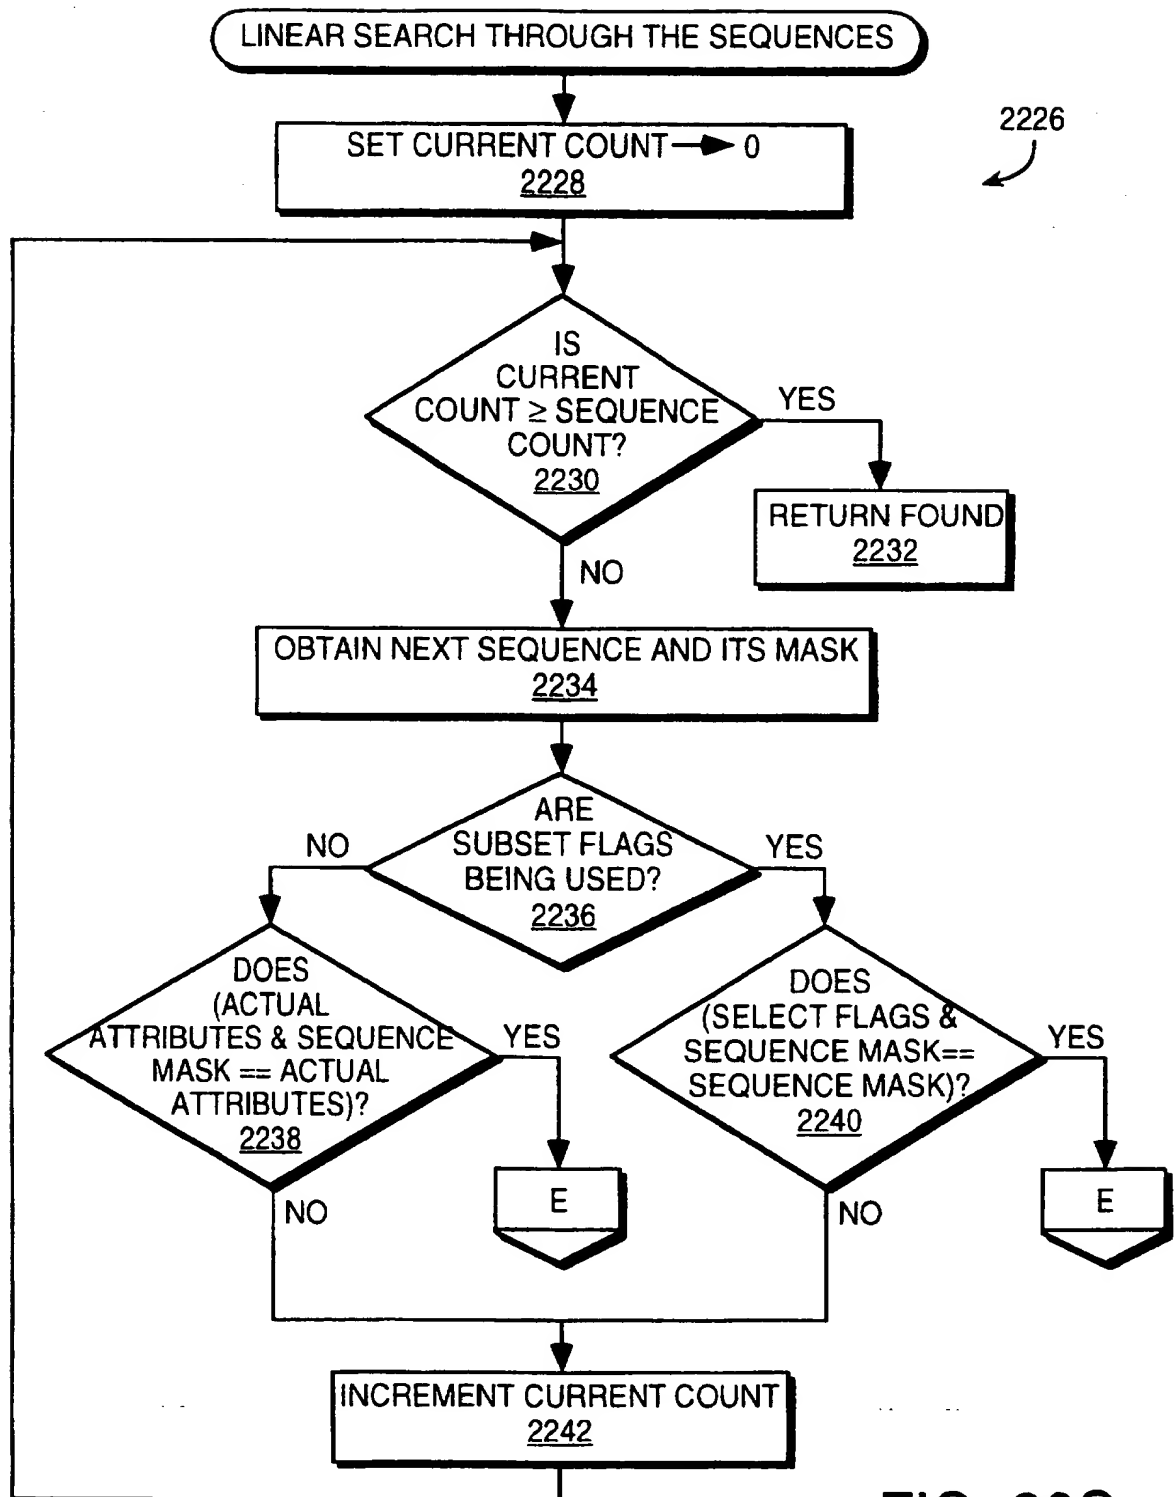 LINEAR SEARCH THROUGH THE SEQUENCES
2226
SET CURRENT COUNT → 0
2228
IS
CURRENT
COUNT ≥ SEQUENCE
COUNT?
2230
YES
RETURN FOUND
2232
NO
OBTAIN NEXT SEQUENCE AND ITS MASK
2234
ARE
SUBSET FLAGS
BEING USED?
2236
NO
YES
DOES
(ACTUAL
ATTRIBUTES & SEQUENCE
MASK == ACTUAL
ATTRIBUTES)?
2238
YES
E
NO
DOES
(SELECT FLAGS &
SEQUENCE MASK==
SEQUENCE MASK)?
2240
YES
E
NO
INCREMENT CURRENT COUNT
2242